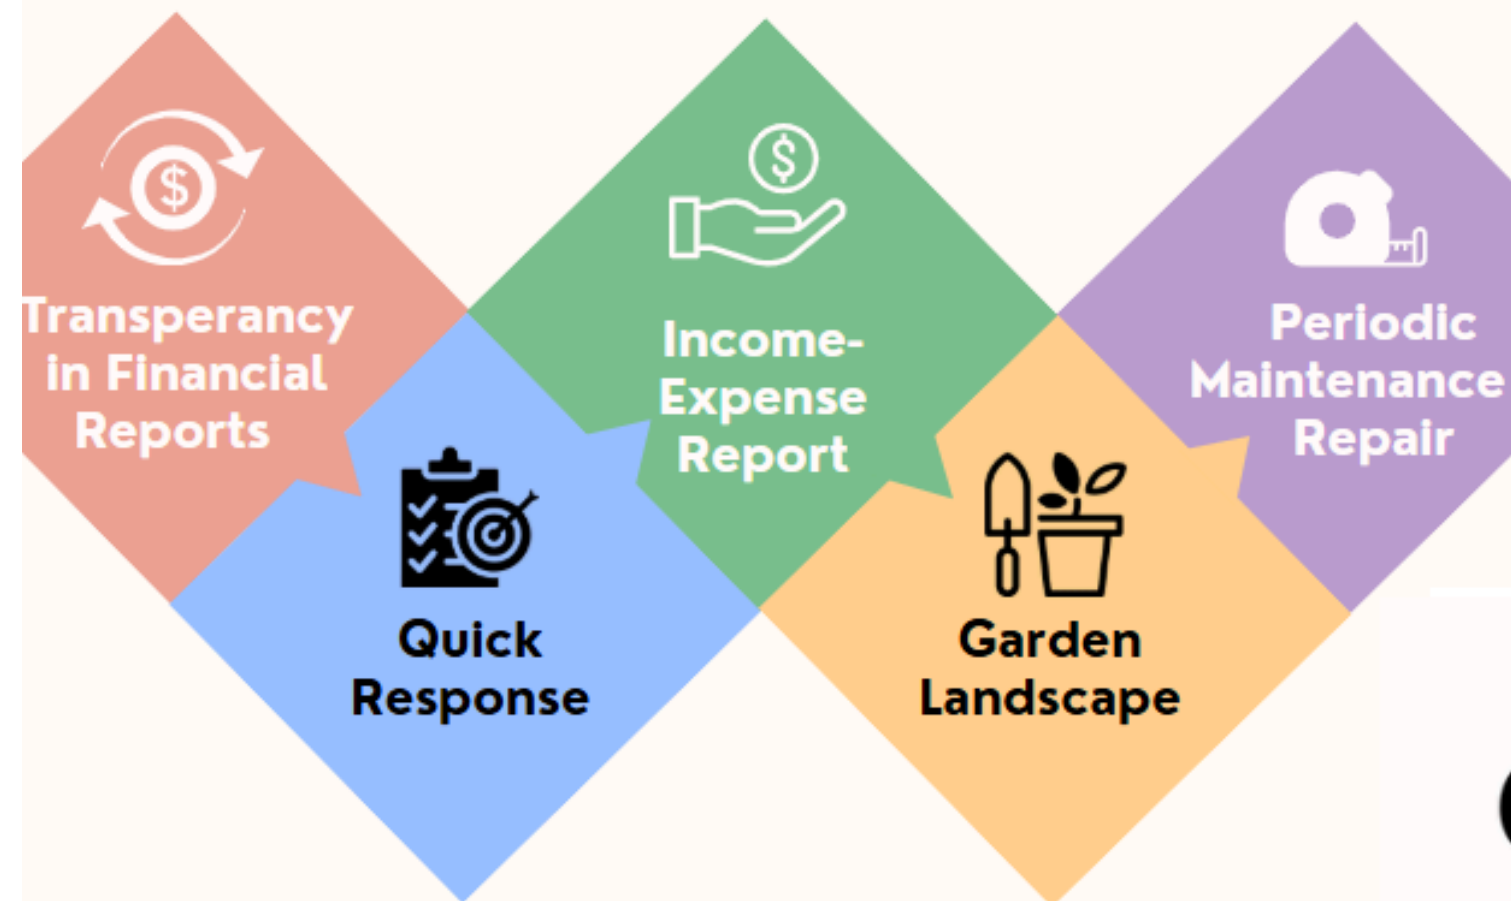 Transperancy
in Financial
Reports
Quick
Response
Income-
Expense
Report
Garden
Landscape
Periodic
Maintenance
Repair